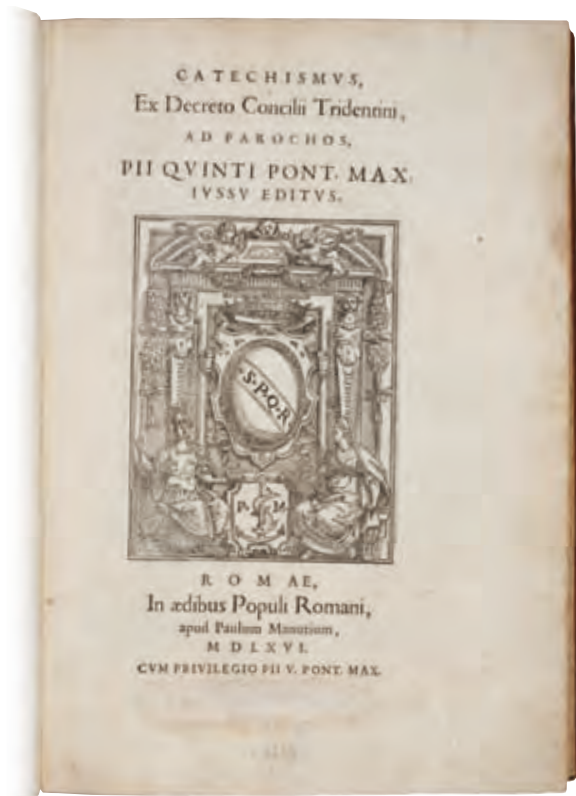 CATECHISMVS,
Ex Decreto Concilii Tridentini,
AD PAROCHOS,
PII QVINTI PONT. MAX.
IVSSV EDITVS.
·S·P·Q·R·
P. M.
R O M AE,
In ædibus Populi Romani,
apud Paulum Manutium,
M D L X V I.
CVM PRIVILEGIO PII V. PONT. MAX.